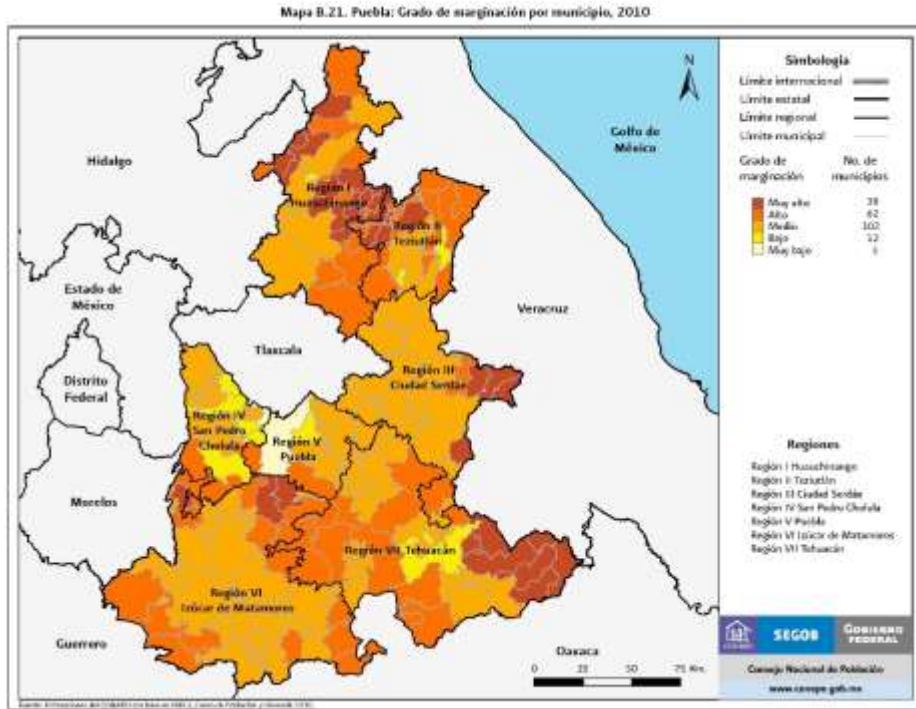 Mapa B.21. Puebla: Grado de marginación por municipio, 2010
N
Golfo de
México
Hidalgo
Región I
Huauchinango
Región II
Teziutlán
Estado de
México
Veracruz
Tlaxcala
Distrito
Federal
Región III
Ciudad Serdán
Región IV
San Pedro
Cholula
Región V
Puebla
Morelos
Región VII, Tehuacán
Región VI
Izúcar de Matamoros
Guerrero
Oaxaca
0 25 50 75 Km.
Simbología
Límite internacional
Límite estatal
Límite regional
Límite municipal
Grado de
marginación
No. de
municipios
Muy alto 28
Alto 62
Medio 102
Bajo 12
Muy bajo
Regiones
Región I Huauchinango
Región II Teziutlán
Región III Ciudad Serdán
Región IV San Pedro Cholula
Región V Puebla
Región VI Izúcar de Matamoros
Región VII Tehuacán
SEGOB
GOBIERNO
FEDERAL
Consejo Nacional de Población
www.conapo.gob.mx